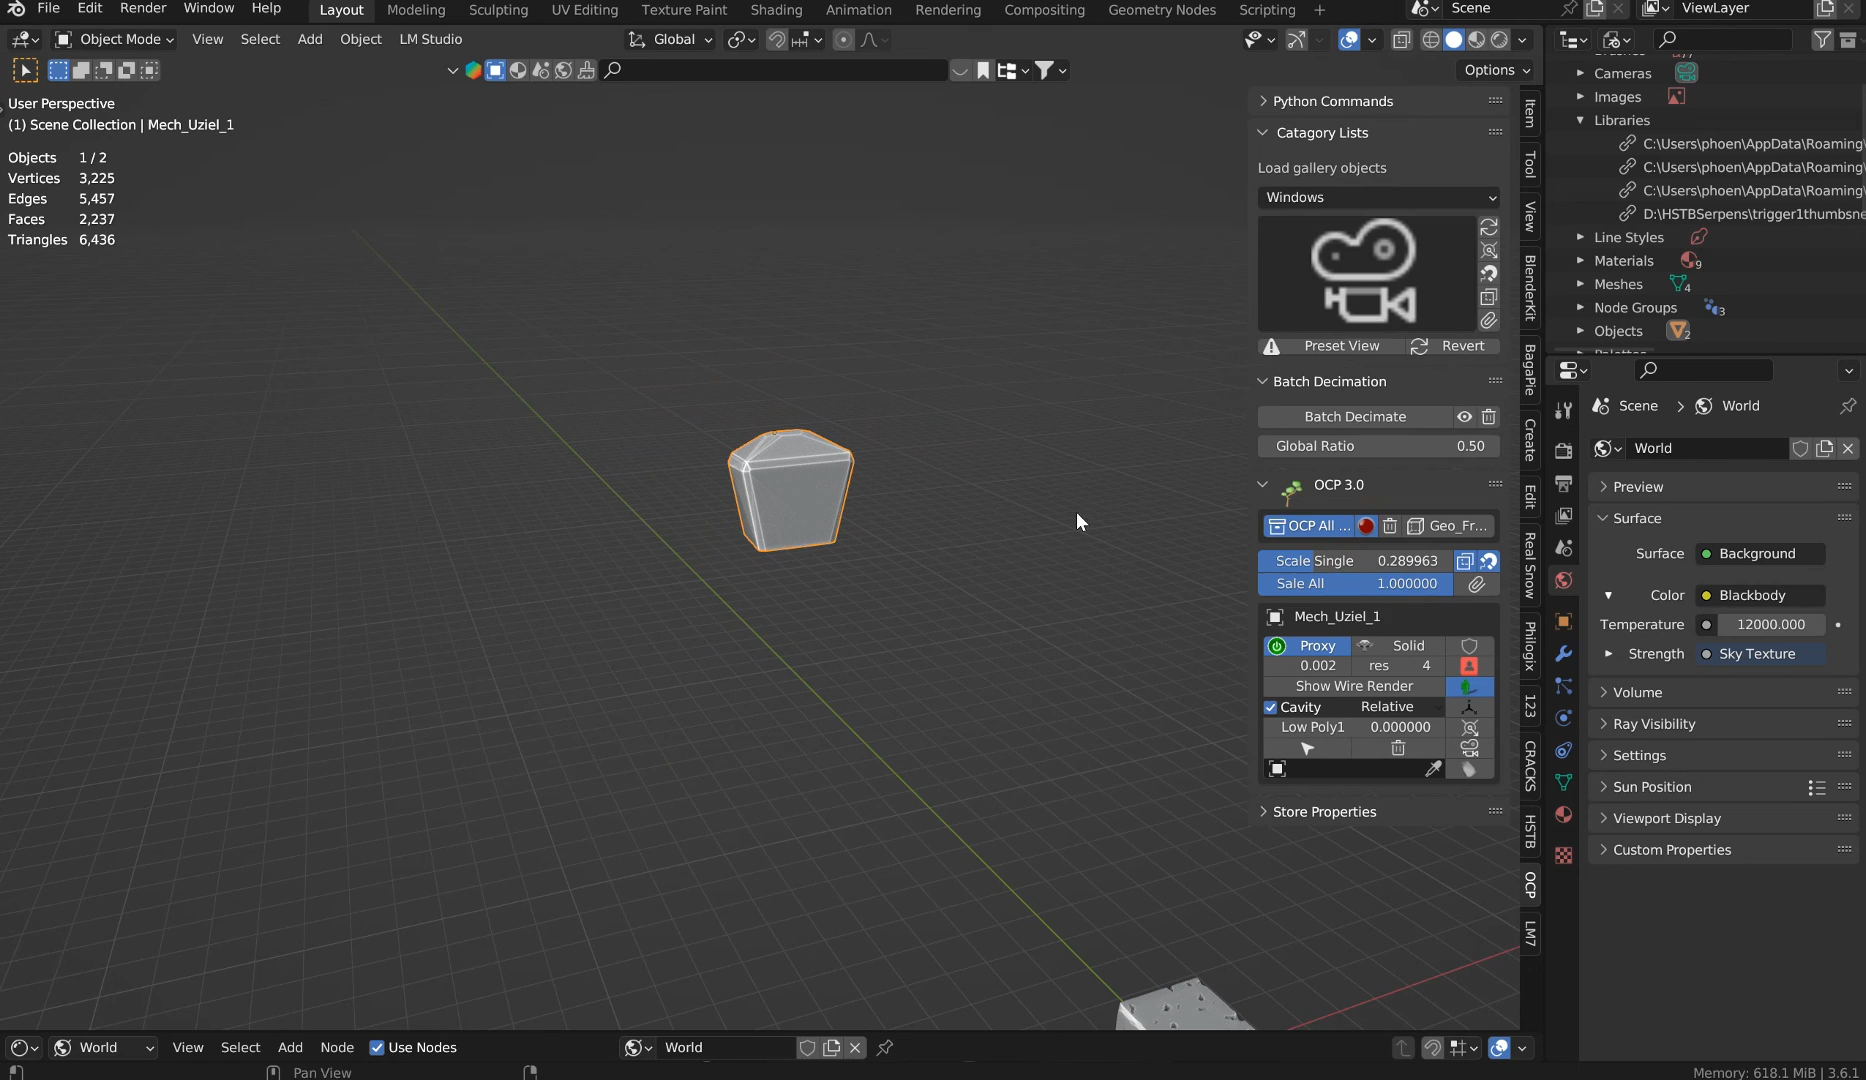 File Edit Render Window Help Layout Modeling Sculpting UV Editing Texture Paint Shading Animation Rendering Compositing Geometry Nodes Scripting + Scene ViewLayer
Object Mode View Select Add Object LM Studio Global
Options
User Perspective
(1) Scene Collection | Mech_Uziel_1
Objects 1 / 2
Vertices 3,225
Edges 5,457
Faces 2,237
Triangles 6,436
Python Commands
Catagory Lists
Load gallery objects
Windows
Preset View Revert
Batch Decimation
Batch Decimate
Global Ratio 0.50
OCP 3.0
OCP All ... Geo_Fr...
Scale Single 0.289963
Sale All 1.000000
Mech_Uziel_1
Proxy Solid
0.002 res 4
Show Wire Render
Cavity Relative
Low Poly1 0.000000
Store Properties
Item
Tool
View
BlenderKit
BagaPie
Create
Edit
Real Snow
Philogix
123
CRACKS
HSTB
OCP
LM7
Cameras
Images
Libraries
C:\Users\phoen\AppData\Roaming\
C:\Users\phoen\AppData\Roaming\
C:\Users\phoen\AppData\Roaming\
D:\HSTBSerpens\trigger1thumbsne
Line Styles
Materials 9
Meshes 4
Node Groups 3
Objects 2
Scene > World
World
Preview
Surface
Surface Background
Color Blackbody
Temperature 12000.000
Strength Sky Texture
Volume
Ray Visibility
Settings
Sun Position
Viewport Display
Custom Properties
World View Select Add Node Use Nodes World
Pan View
Memory: 618.1 MiB | 3.6.1